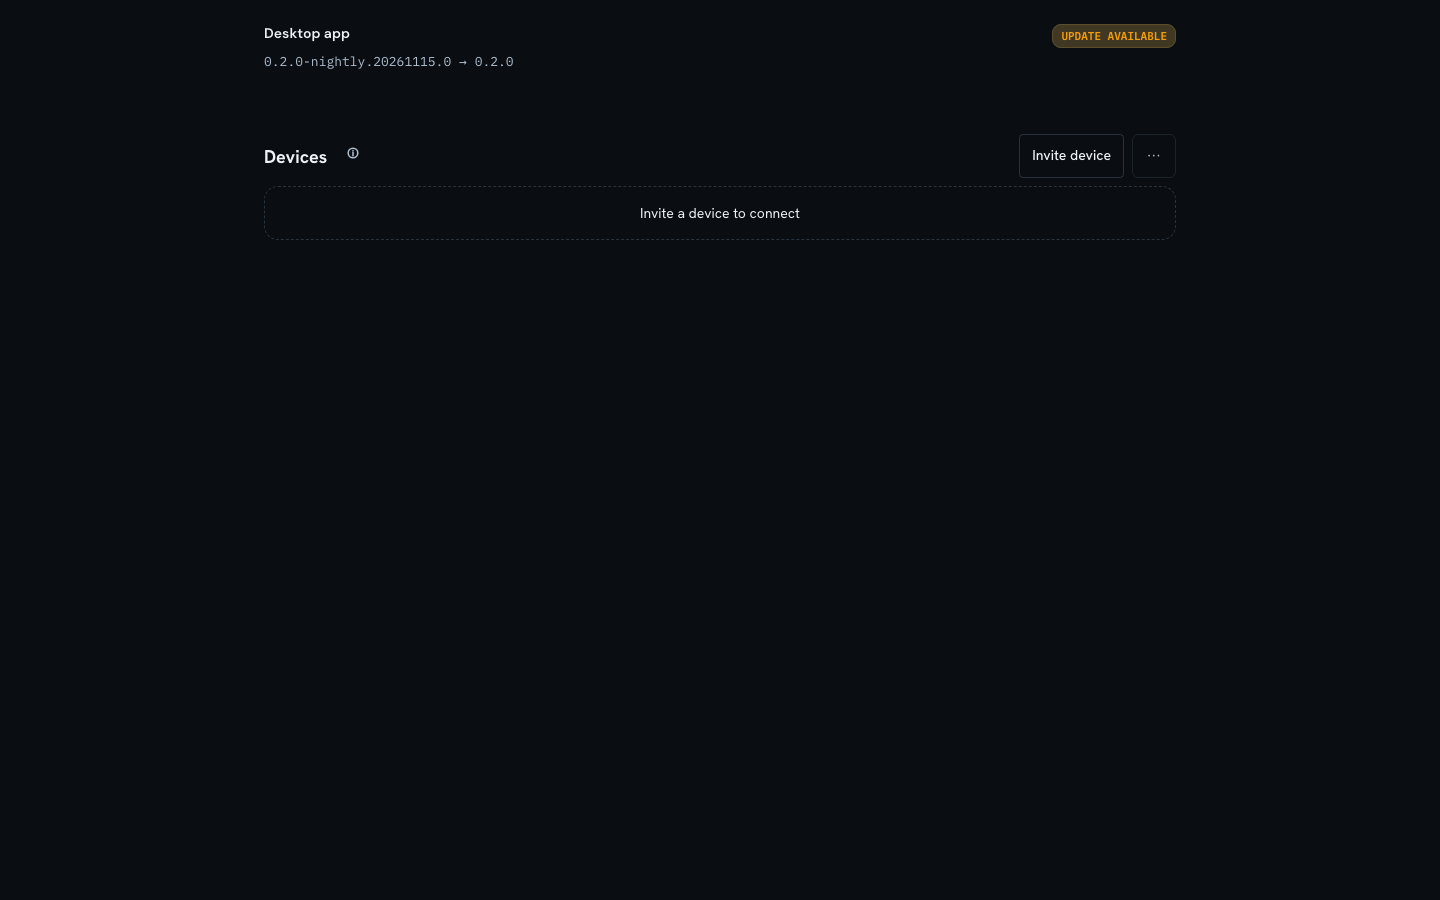 Desktop app
UPDATE AVAILABLE
0.2.0-nightly.20261115.0 → 0.2.0
Devices
Invite device
...
Invite a device to connect